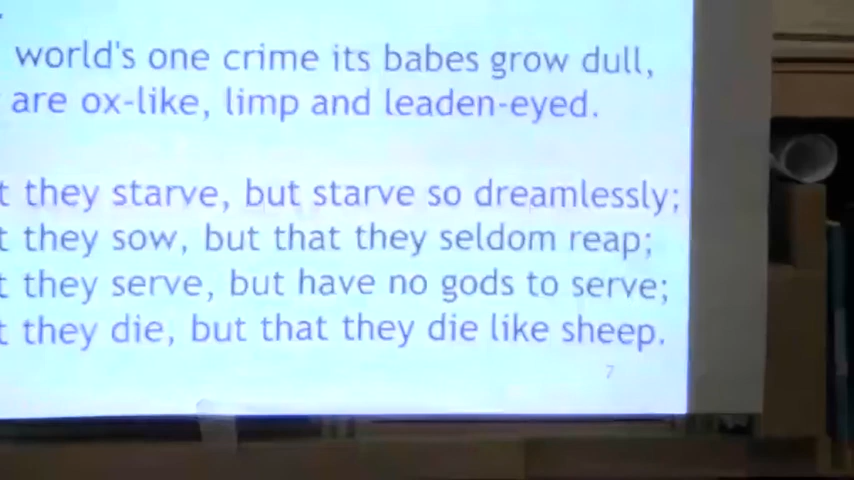 world's one crime its babes grow dull,
are ox-like, limp and leaden-eyed.
t they starve, but starve so dreamlessly;
t they sow, but that they seldom reap;
t they serve, but have no gods to serve;
t they die, but that they die like sheep.
7